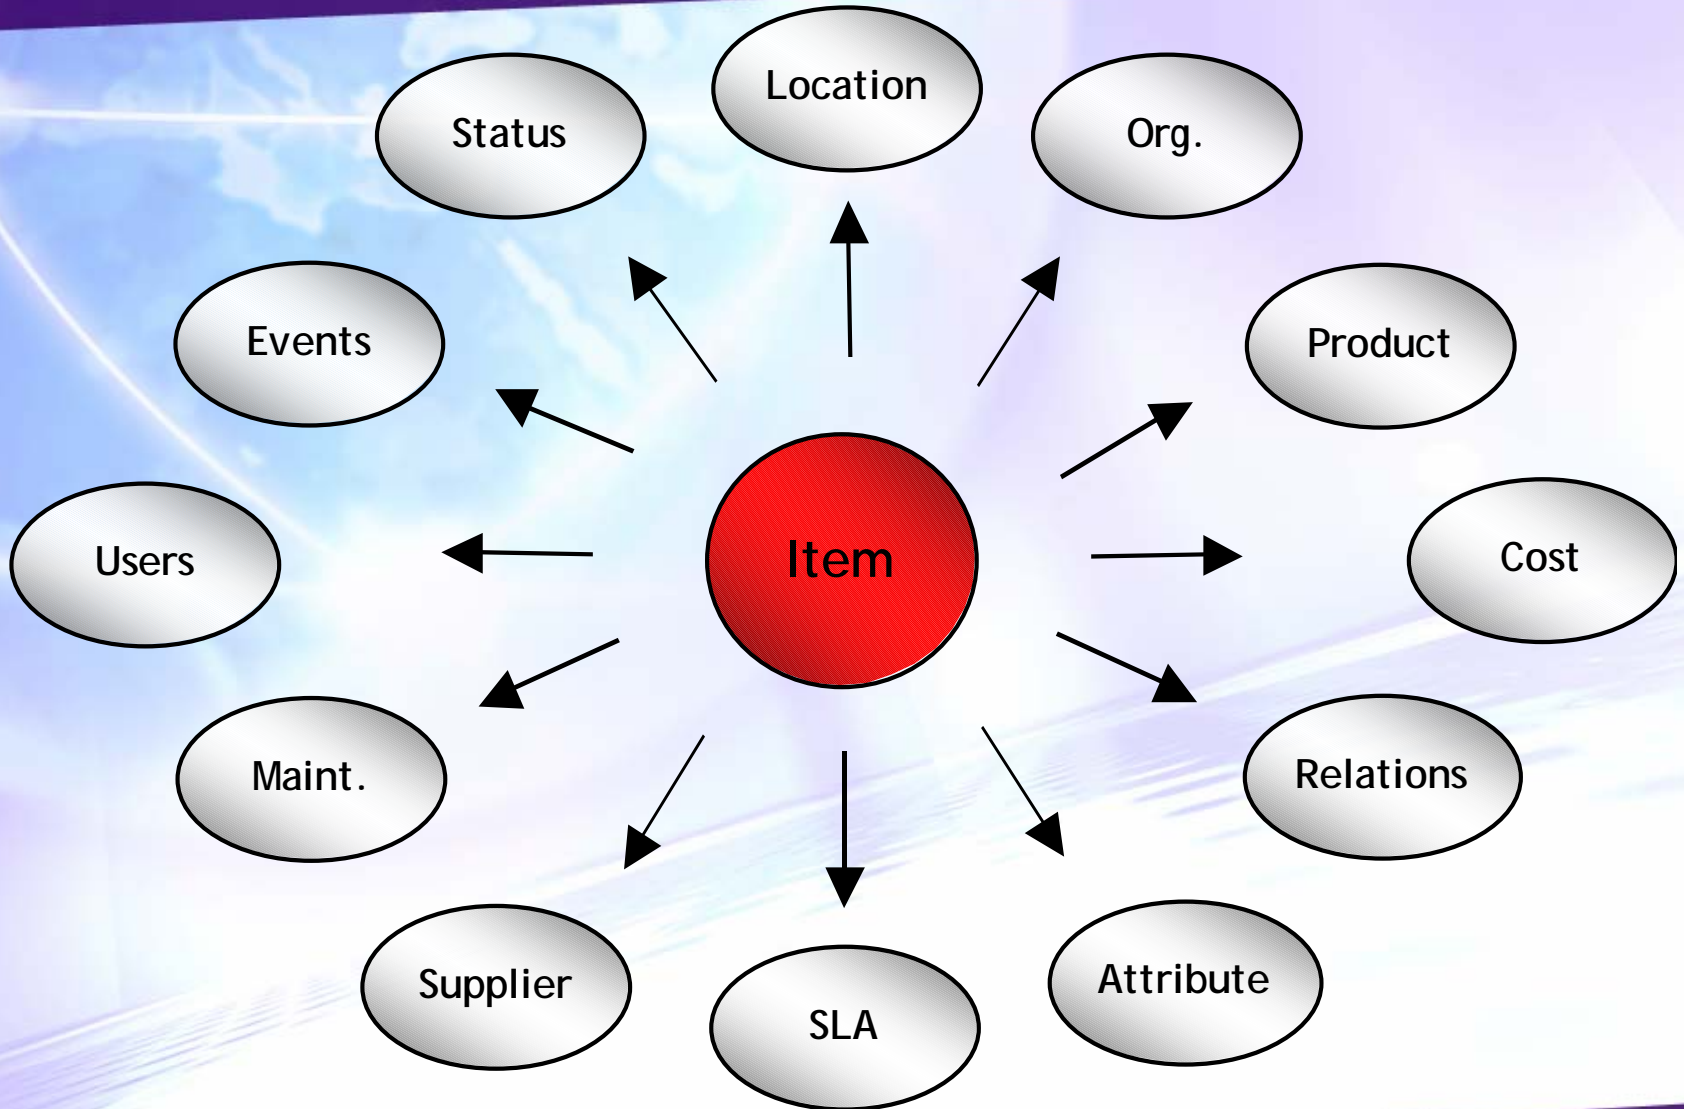 Location
Status
Org.
Events
Product
Item
Users
Cost
Maint.
Relations
Supplier
Attribute
SLA